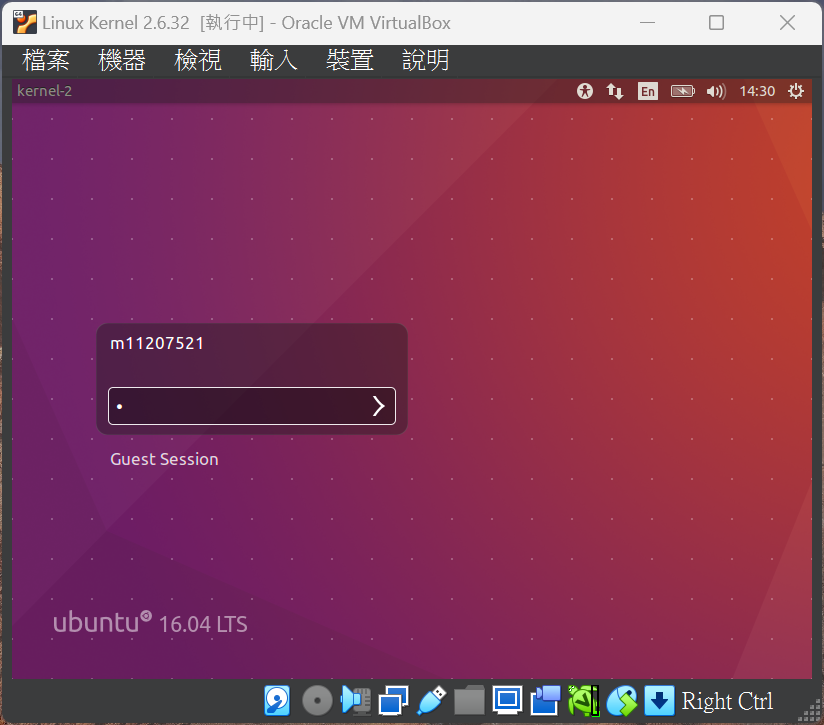 Linux Kernel 2.6.32 [執行中] - Oracle VM VirtualBox
檔案 機器 檢視 輸入 裝置 說明
kernel-2 En 14:30
m11207521
Guest Session
ubuntu 16.04 LTS
Right Ctrl